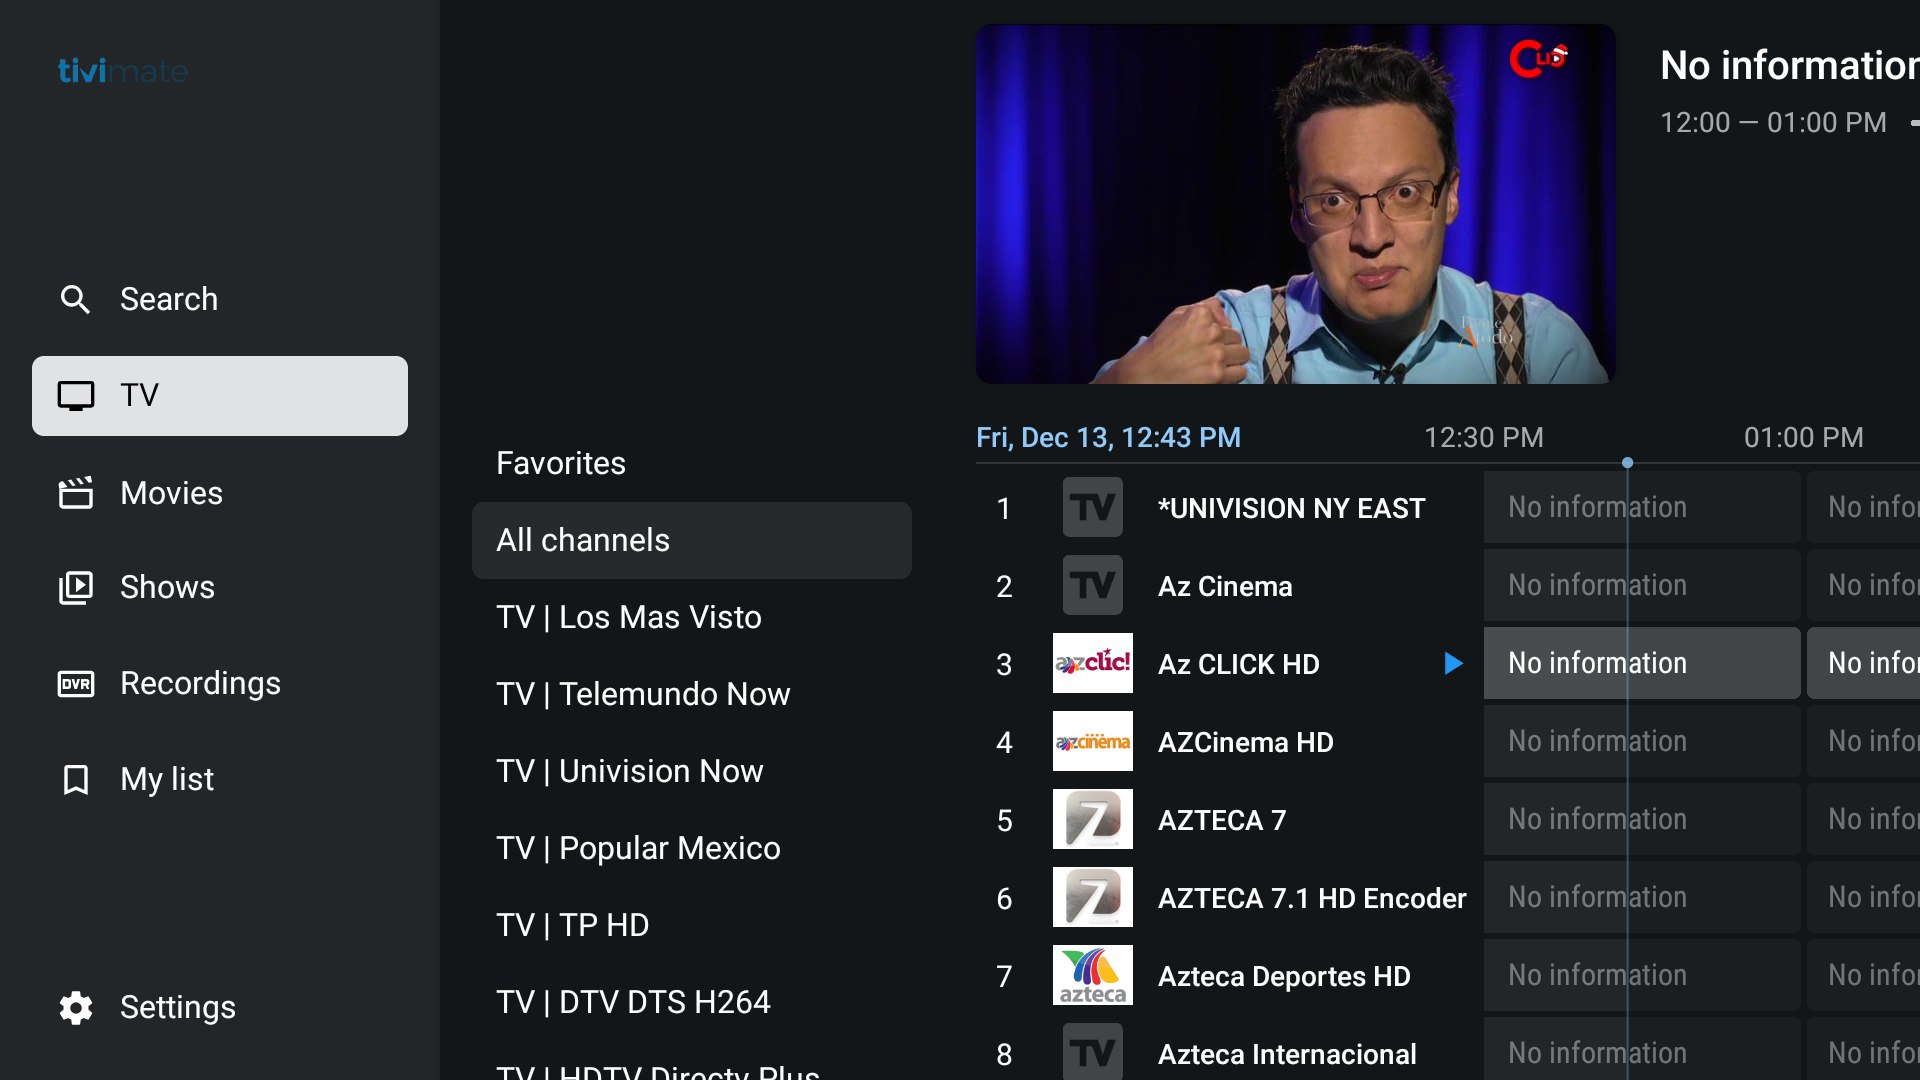 tivimate
Search
TV
Movies
Shows
DVR
Recordings
My list
Settings
Favorites
All channels
TV | Los Mas Visto
TV | Telemundo Now
TV | Univision Now
TV | Popular Mexico
TV | TP HD
TV | DTV DTS H264
TV | HDTV Directv Plus
CLIC
Frente
A todo
No information
12:00 — 01:00 PM
Fri, Dec 13, 12:43 PM
12:30 PM
01:00 PM
1 TV *UNIVISION NY EAST No information No infor
2 TV Az Cinema No information No infor
3 azclic! Az CLICK HD No information No infor
4 azcinema AZCinema HD No information No infor
5 7 AZTECA 7 No information No infor
6 7 AZTECA 7.1 HD Encoder No information No infor
7 azteca Azteca Deportes HD No information No infor
8 TV Azteca Internacional No information No infor